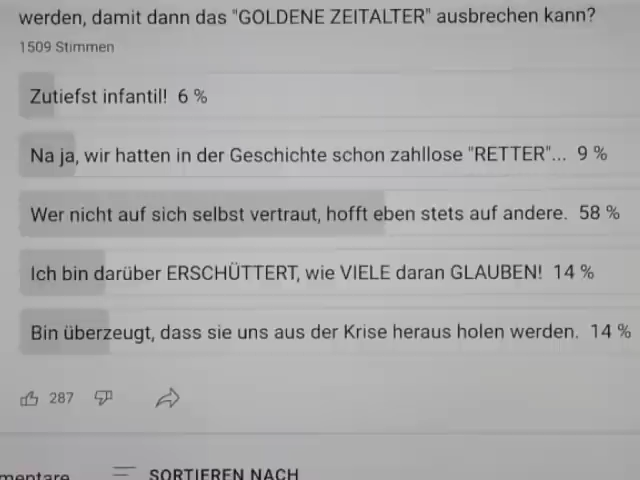 werden, damit dann das "GOLDENE ZEITALTER" ausbrechen kann?
1509 Stimmen
Zutiefst infantil! 6 %
Na ja, wir hatten in der Geschichte schon zahllose "RETTER"... 9 %
Wer nicht auf sich selbst vertraut, hofft eben stets auf andere. 58 %
Ich bin darüber ERSCHÜTTERT, wie VIELE daran GLAUBEN! 14 %
Bin überzeugt, dass sie uns aus der Krise heraus holen werden. 14 %
287
mentare SORTIEREN NACH